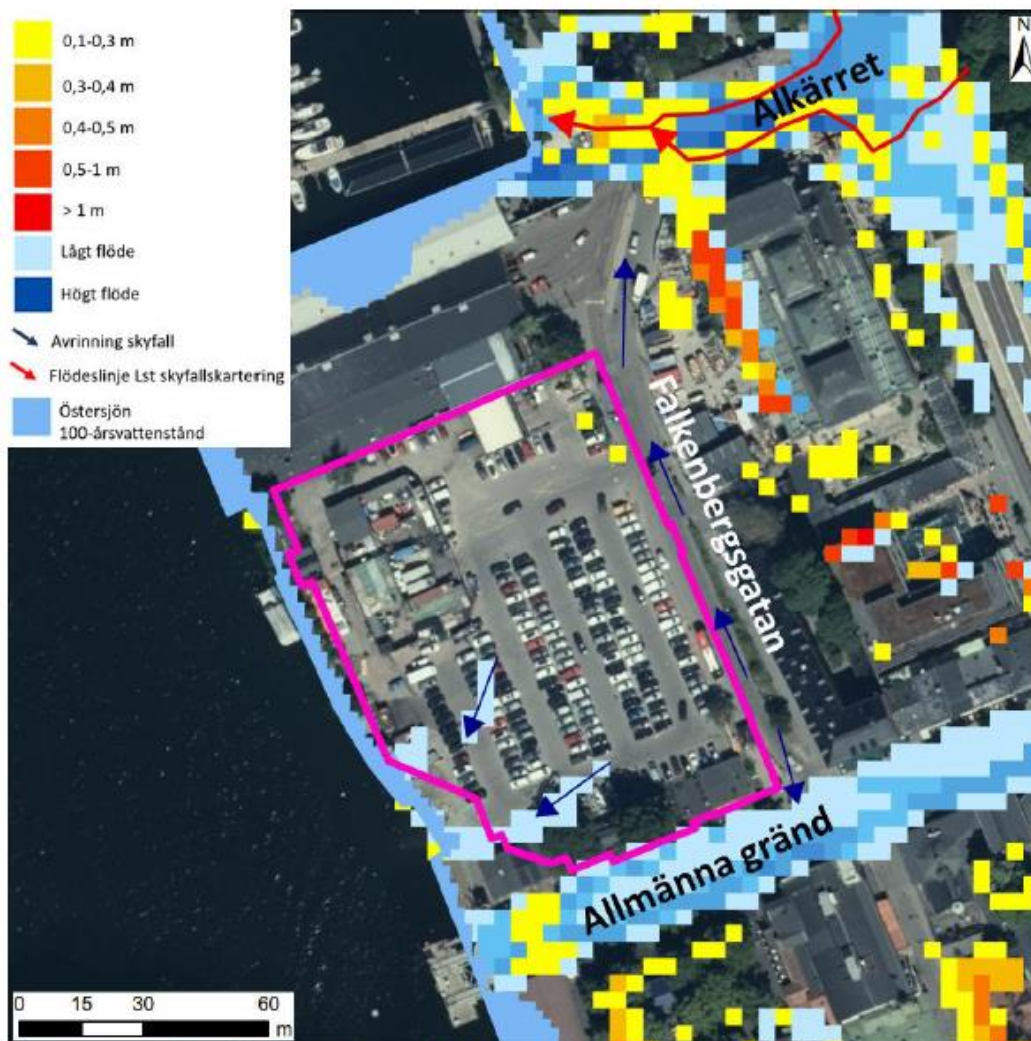 0,1-0,3 m
0,3-0,4 m
0,4-0,5 m
0,5-1 m
> 1 m
Lågt flöde
Högt flöde
Avrinning skyfall
Flödeslinje Lst skyfallskartering
Östersjön
100-årsvattenstånd
N
Alkärret
Falkenbergsgatan
Allmänna gränd
0 15 30 60
m